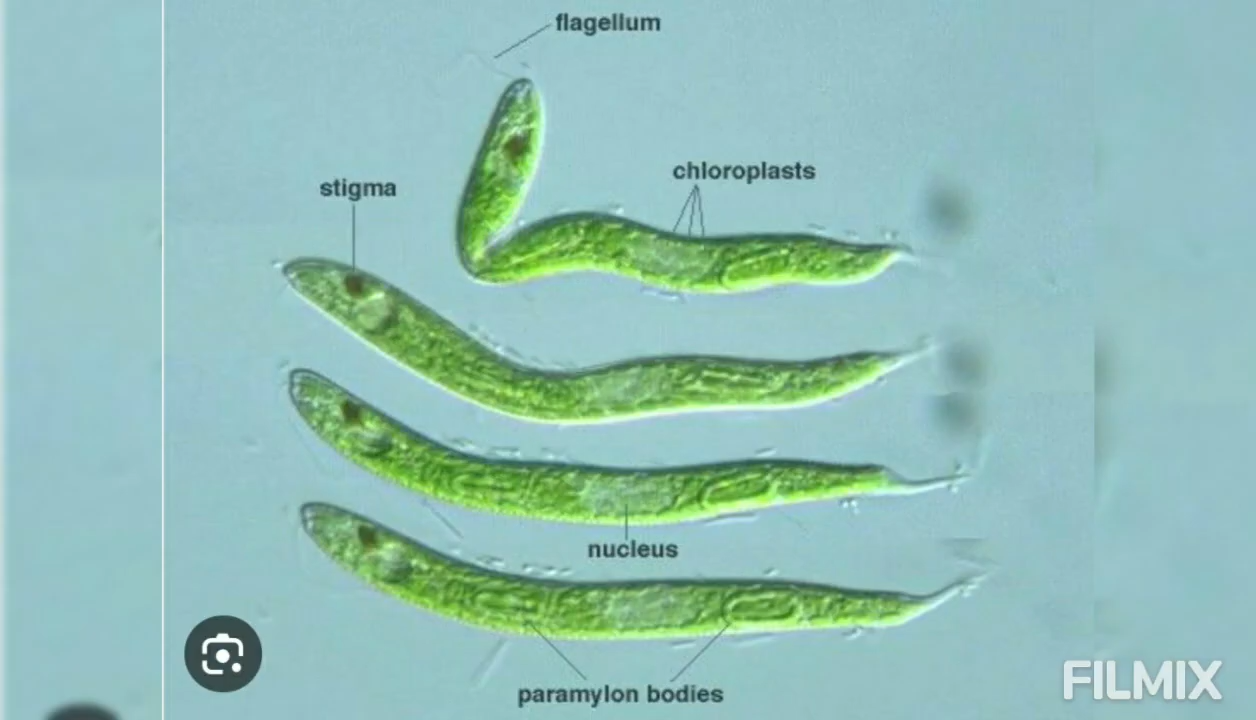 flagellum
chloroplasts
stigma
nucleus
paramylon bodies
FILMIX